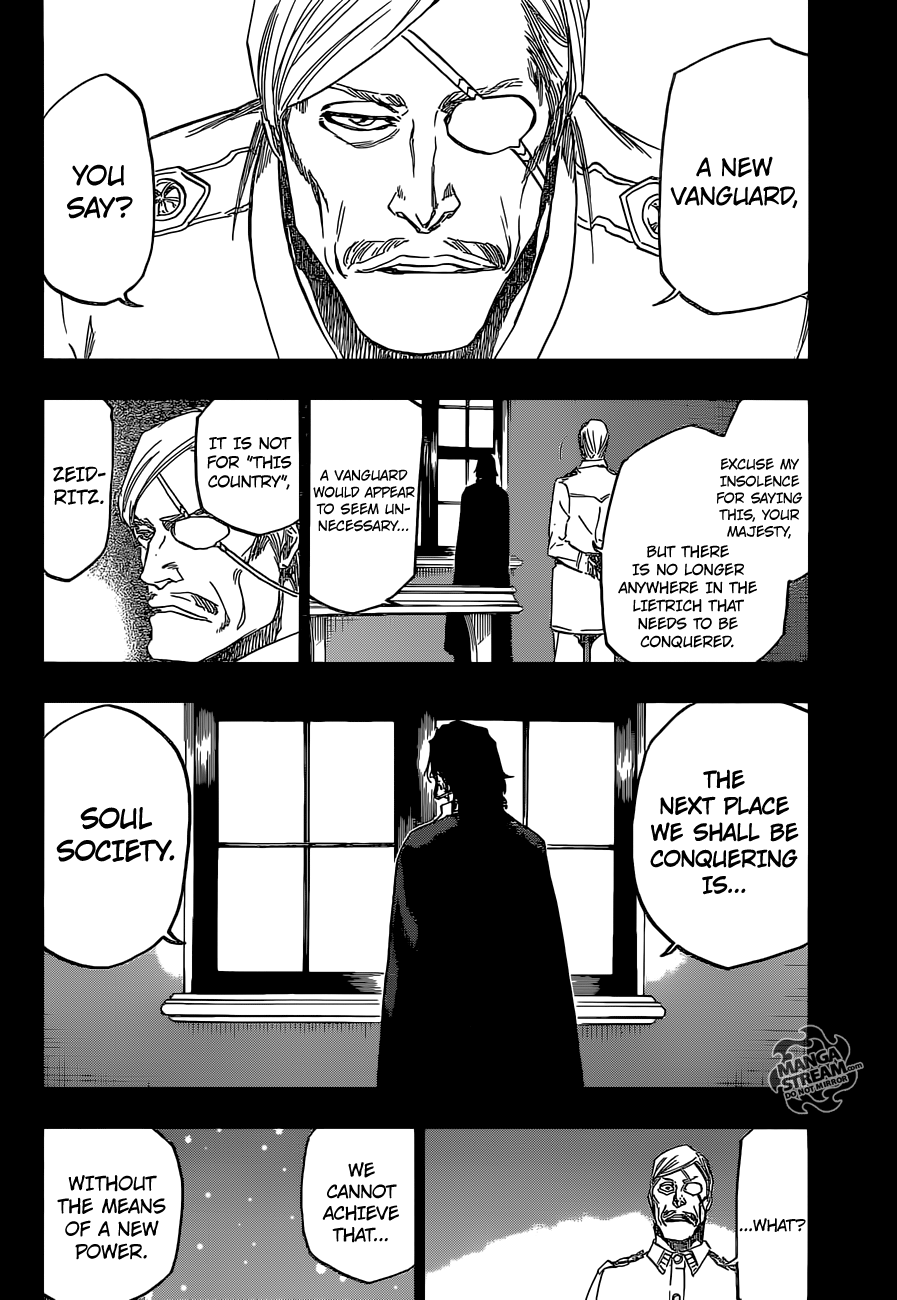 A NEW
VANGUARD,
YOU
SAY?
EXCUSE MY
INSOLENCE
FOR SAYING
THIS, YOUR
MAJESTY,
BUT THERE
IS NO LONGER
ANYWHERE IN THE
LIETRICH THAT
NEEDS TO BE
CONQUERED.
A VANGUARD
WOULD APPEAR
TO SEEM UN-
NECESSARY...
IT IS NOT
FOR "THIS
COUNTRY",
ZEID-
RITZ.
THE
NEXT PLACE
WE SHALL BE
CONQUERING
IS...
SOUL
SOCIETY.
MANGA
STREAM.com
DO NOT MIRROR
...WHAT?
WE
CANNOT
ACHIEVE
THAT...
WITHOUT
THE MEANS
OF A NEW
POWER.